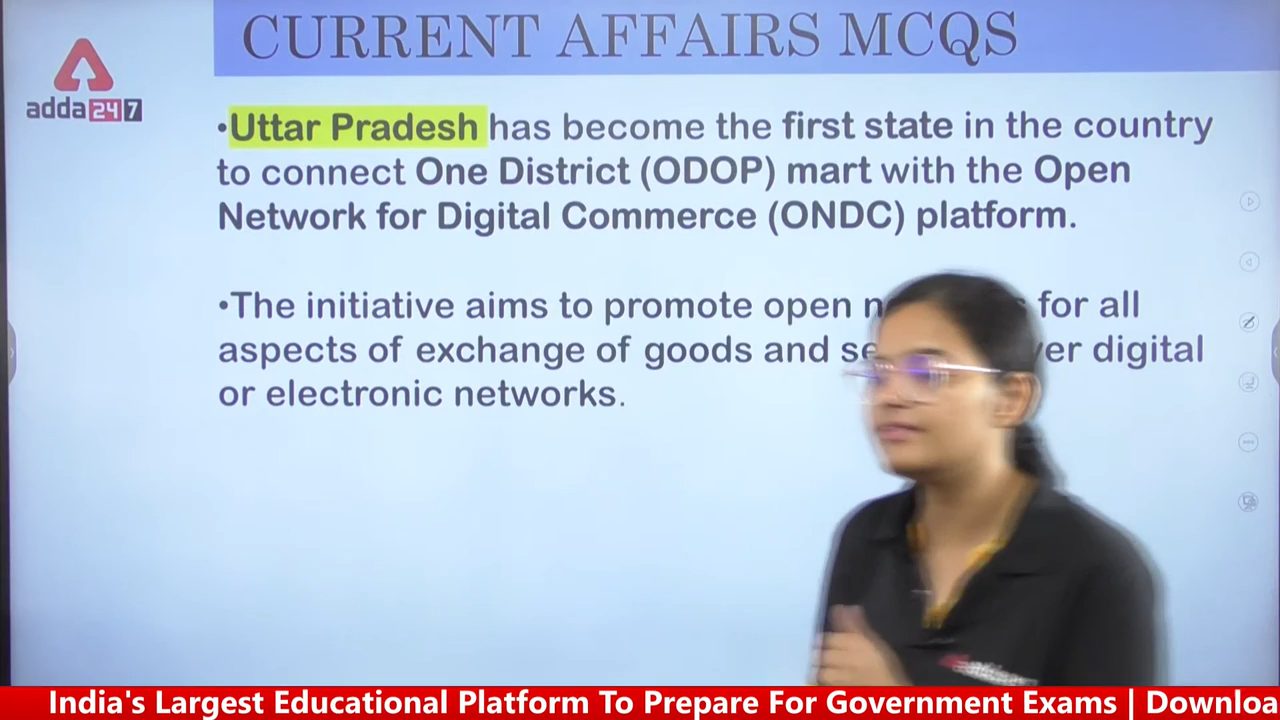 CURRENT AFFAIRS MCQS
adda247
•Uttar Pradesh has become the first state in the country
to connect One District (ODOP) mart with the Open
Network for Digital Commerce (ONDC) platform.
•The initiative aims to promote open for all
aspects of exchange of goods and digital
or electronic networks.
India's Largest Educational Platform To Prepare For Government Exams |